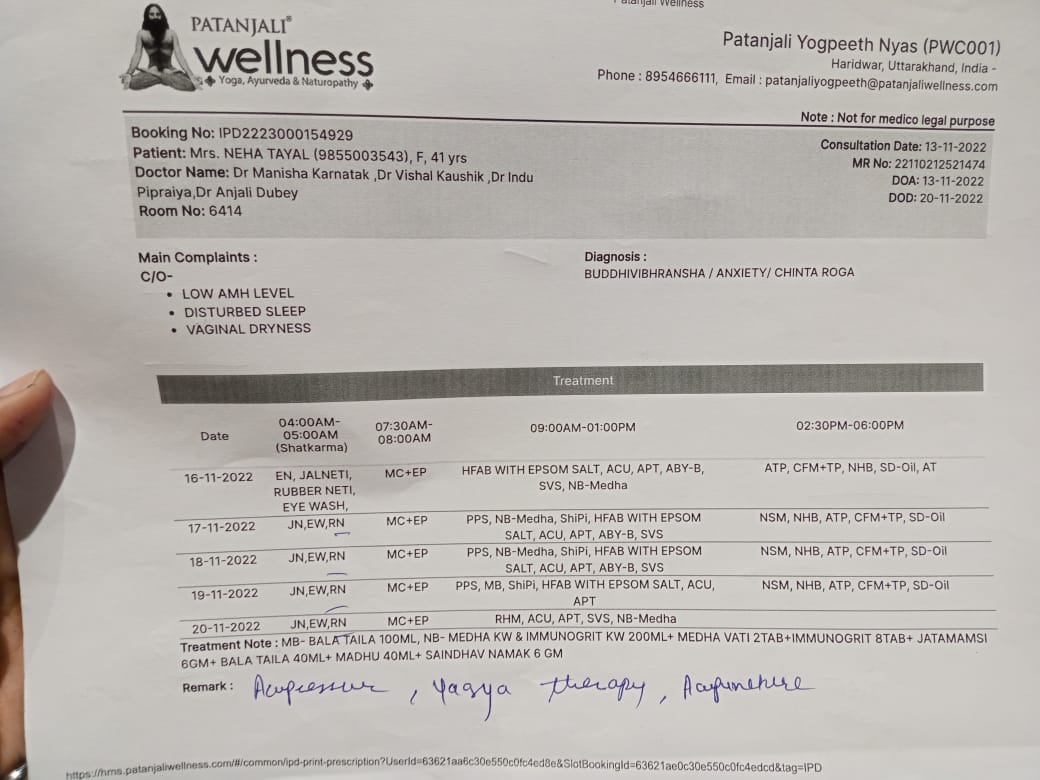 Patanjali Wellness
PATANJALI®
wellness
Yoga, Ayurveda & Naturopathy
Patanjali Yogpeeth Nyas (PWC001)
Haridwar, Uttarakhand, India -
Phone : 8954666111, Email : patanjaliyogpeeth@patanjaliwellness.com
Note : Not for medico legal purpose
Booking No: IPD2223000154929
Patient: Mrs. NEHA TAYAL (9855003543), F, 41 yrs
Doctor Name: Dr Manisha Karnatak ,Dr Vishal Kaushik ,Dr Indu
Pipraiya,Dr Anjali Dubey
Room No: 6414
Consultation Date: 13-11-2022
MR No: 22110212521474
DOA: 13-11-2022
DOD: 20-11-2022
Main Complaints :
C/O-
• LOW AMH LEVEL
• DISTURBED SLEEP
• VAGINAL DRYNESS
Diagnosis :
BUDDHIVIBHRANSHA / ANXIETY/ CHINTA ROGA
Treatment
Date
04:00AM-
05:00AM
(Shatkarma)
07:30AM-
08:00AM
09:00AM-01:00PM
02:30PM-06:00PM
16-11-2022
EN, JALNETI,
RUBBER NETI,
EYE WASH,
MC+EP
HFAB WITH EPSOM SALT, ACU, APT, ABY-B,
SVS, NB-Medha
ATP, CFM+TP, NHB, SD-Oil, AT
17-11-2022
JN,EW,RN
MC+EP
PPS, NB-Medha, ShiPi, HFAB WITH EPSOM
SALT, ACU, APT, ABY-B, SVS
NSM, NHB, ATP, CFM+TP, SD-Oil
18-11-2022
JN,EW,RN
MC+EP
PPS, NB-Medha, ShiPi, HFAB WITH EPSOM
SALT, ACU, APT, ABY-B, SVS
NSM, NHB, ATP, CFM+TP, SD-Oil
19-11-2022
JN,EW,RN
MC+EP
PPS, MB, ShiPi, HFAB WITH EPSOM SALT, ACU,
APT
NSM, NHB, ATP, CFM+TP, SD-Oil
20-11-2022
JN,EW,RN
MC+EP
RHM, ACU, APT, SVS, NB-Medha
Treatment Note : MB- BALA TAILA 100ML, NB- MEDHA KW & IMMUNOGRIT KW 200ML+ MEDHA VATI 2TAB+IMMUNOGRIT 8TAB+ JATAMAMSI
6GM+ BALA TAILA 40ML+ MADHU 40ML+ SAINDHAV NAMAK 6 GM
Remark : Acupressur , Yagya therapy, Acupuncture
https://hms.patanjaliwellness.com/#/common/ipd-print-prescription?UserId=63621aa6c30e550c0fc4ed8e&SlotBookingId=63621ae0c30e550c0fc4edcd&tag=IPD